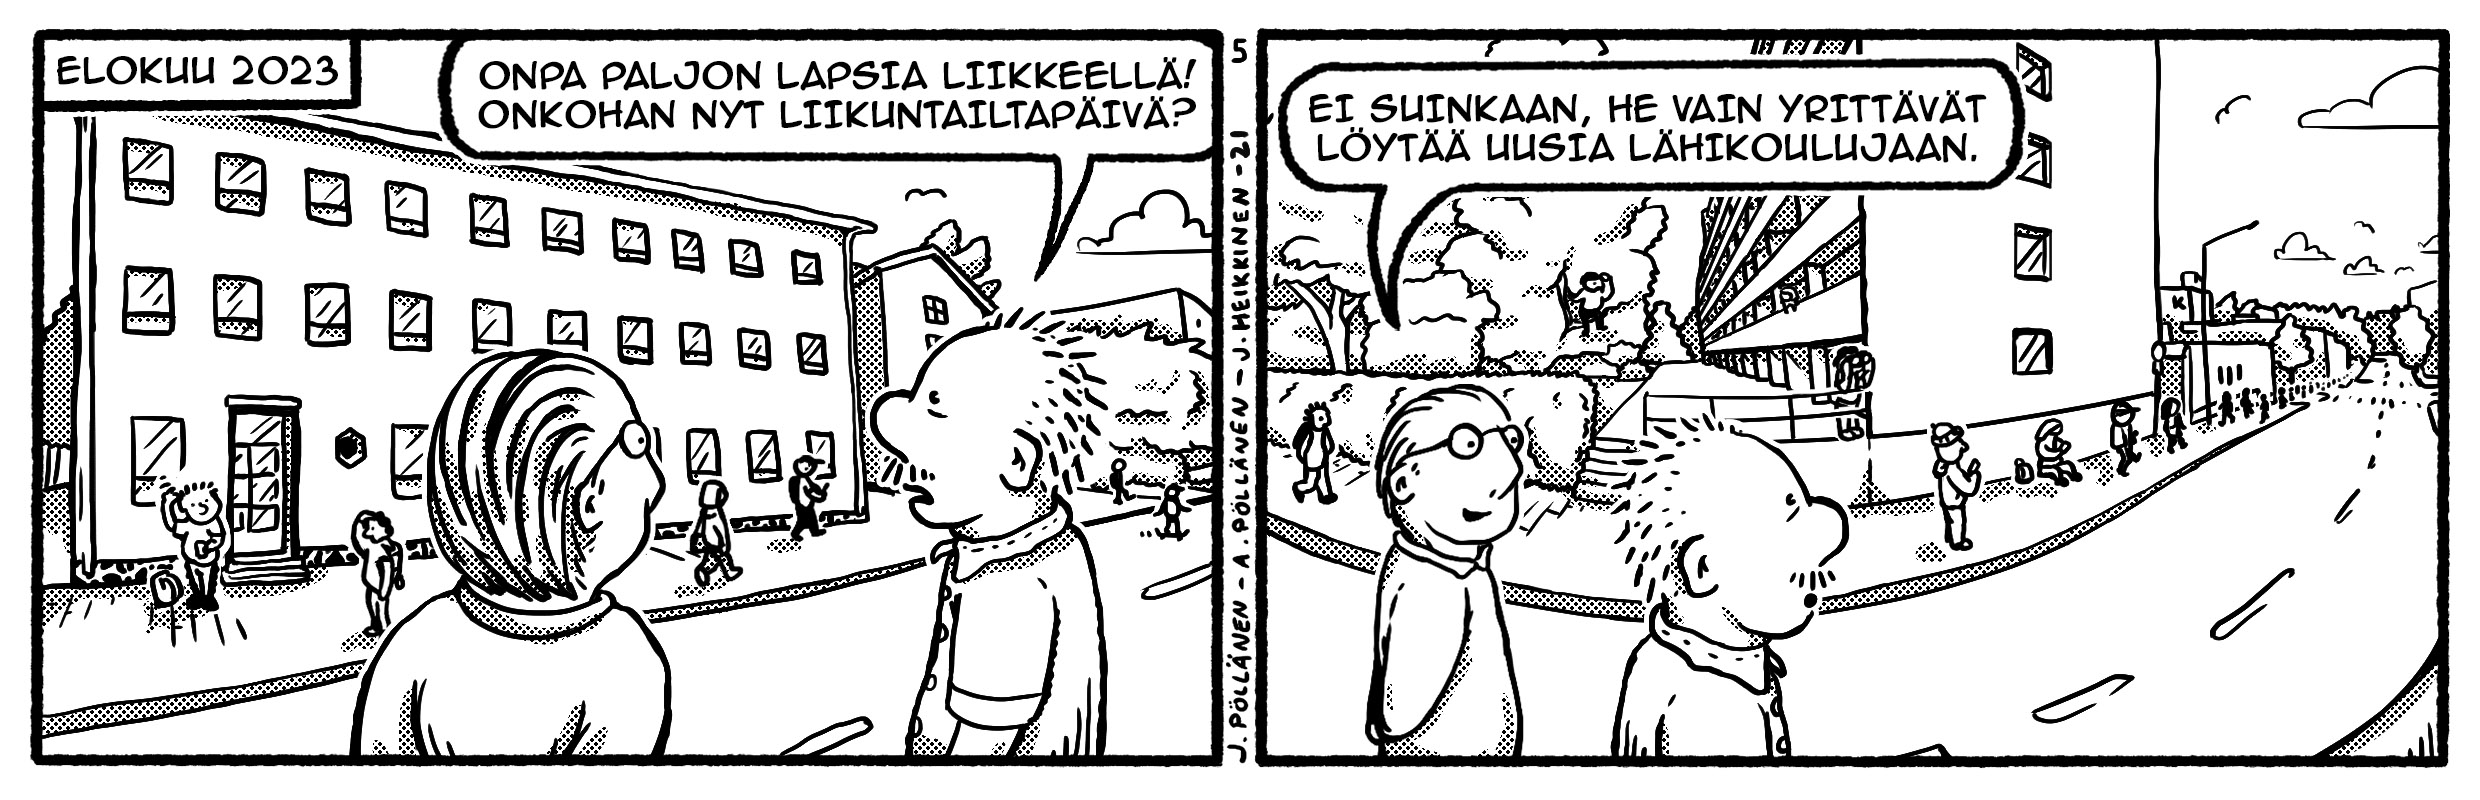 ELOKUU 2023
ONPA PALJON LAPSIA LIIKKEELLÄ!
ONKOHAN NYT LIIKUNTAILTAPÄIVÄ?
J. PÖLLÄNEN - A. PÖLLÄNEN - J. HEIKKINEN - 21
5
EI SUINKAAN, HE VAIN YRITTÄVÄT
LÖYTÄÄ UUSIA LÄHIKOULUJAAN.
K